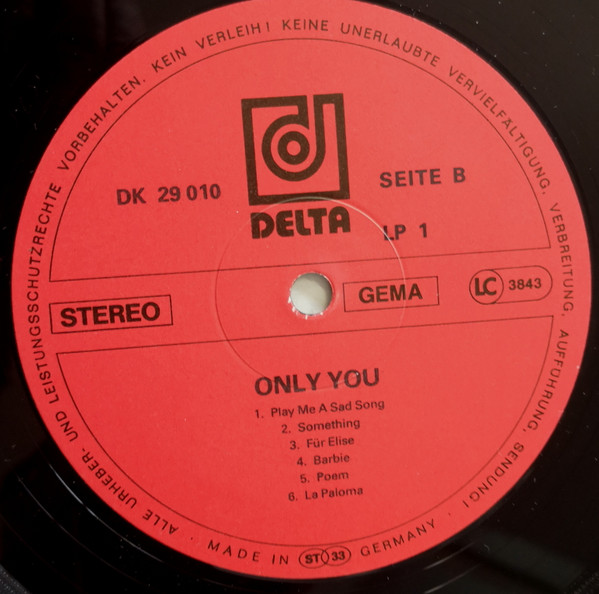 ALLE URHEBER- UND LEISTUNGSSCHUTZRECHTE VORBEHALTEN. KEIN VERLEIH! KEINE UNERLAUBTE VERVIELFÄLTIGUNG, VERBREITUNG, AUFFÜHRUNG, SENDUNG!
d
DK 29 010
SEITE B
DELTA
LP 1
STEREO
GEMA
LC 3843
ONLY YOU
1. Play Me A Sad Song
2. Something
3. Für Elise
4. Barbie
5. Poem
6. La Paloma
· MADE IN ST 33 GERMANY ·